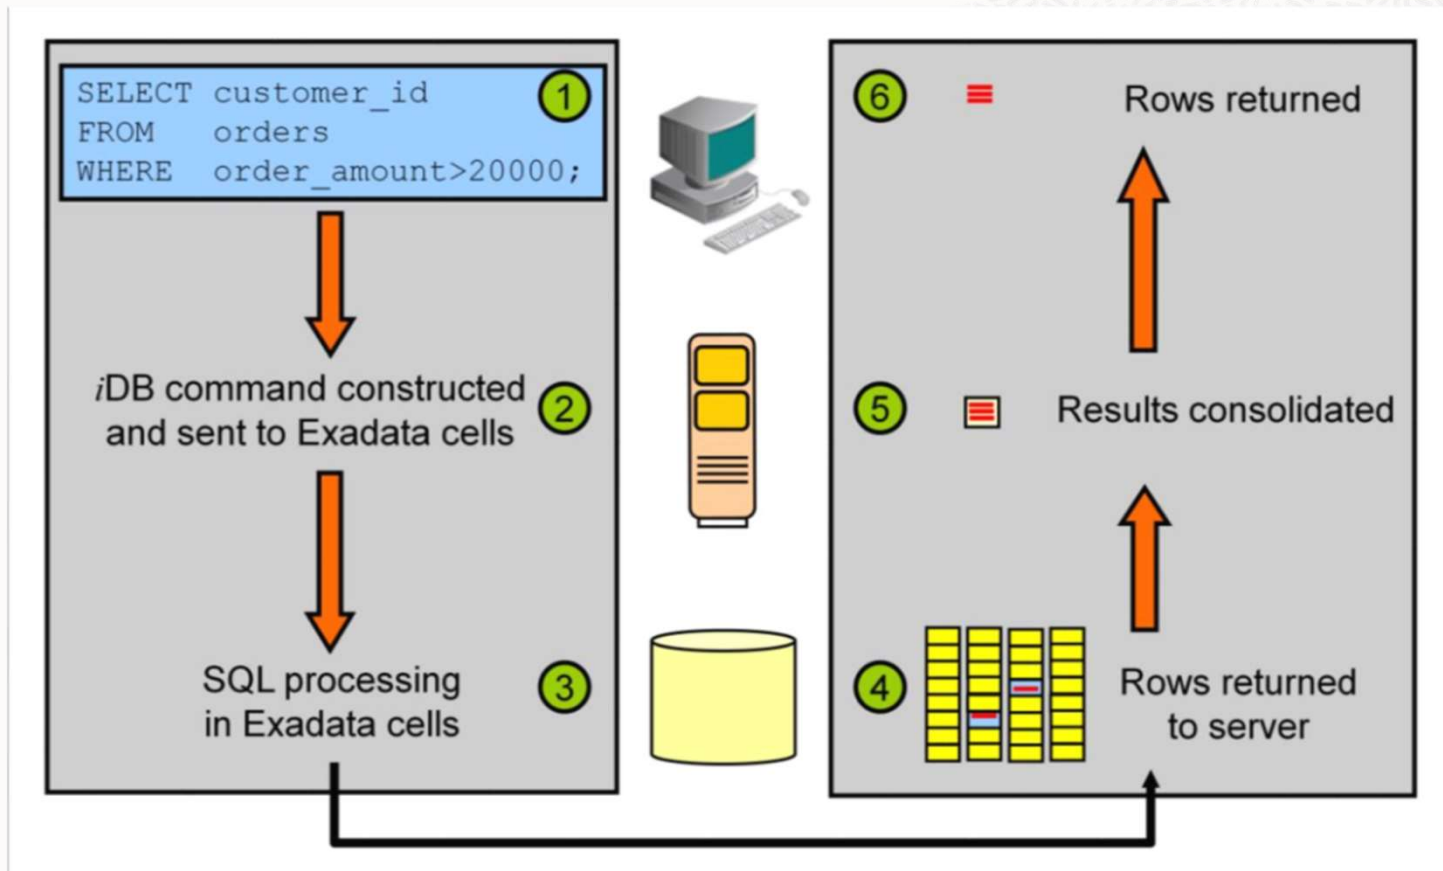 SELECT customer_id
FROM orders
WHERE order_amount>20000;
1
iDB command constructed
and sent to Exadata cells
2
SQL processing
in Exadata cells
3
4
Rows returned
to server
5
Results consolidated
6
Rows returned